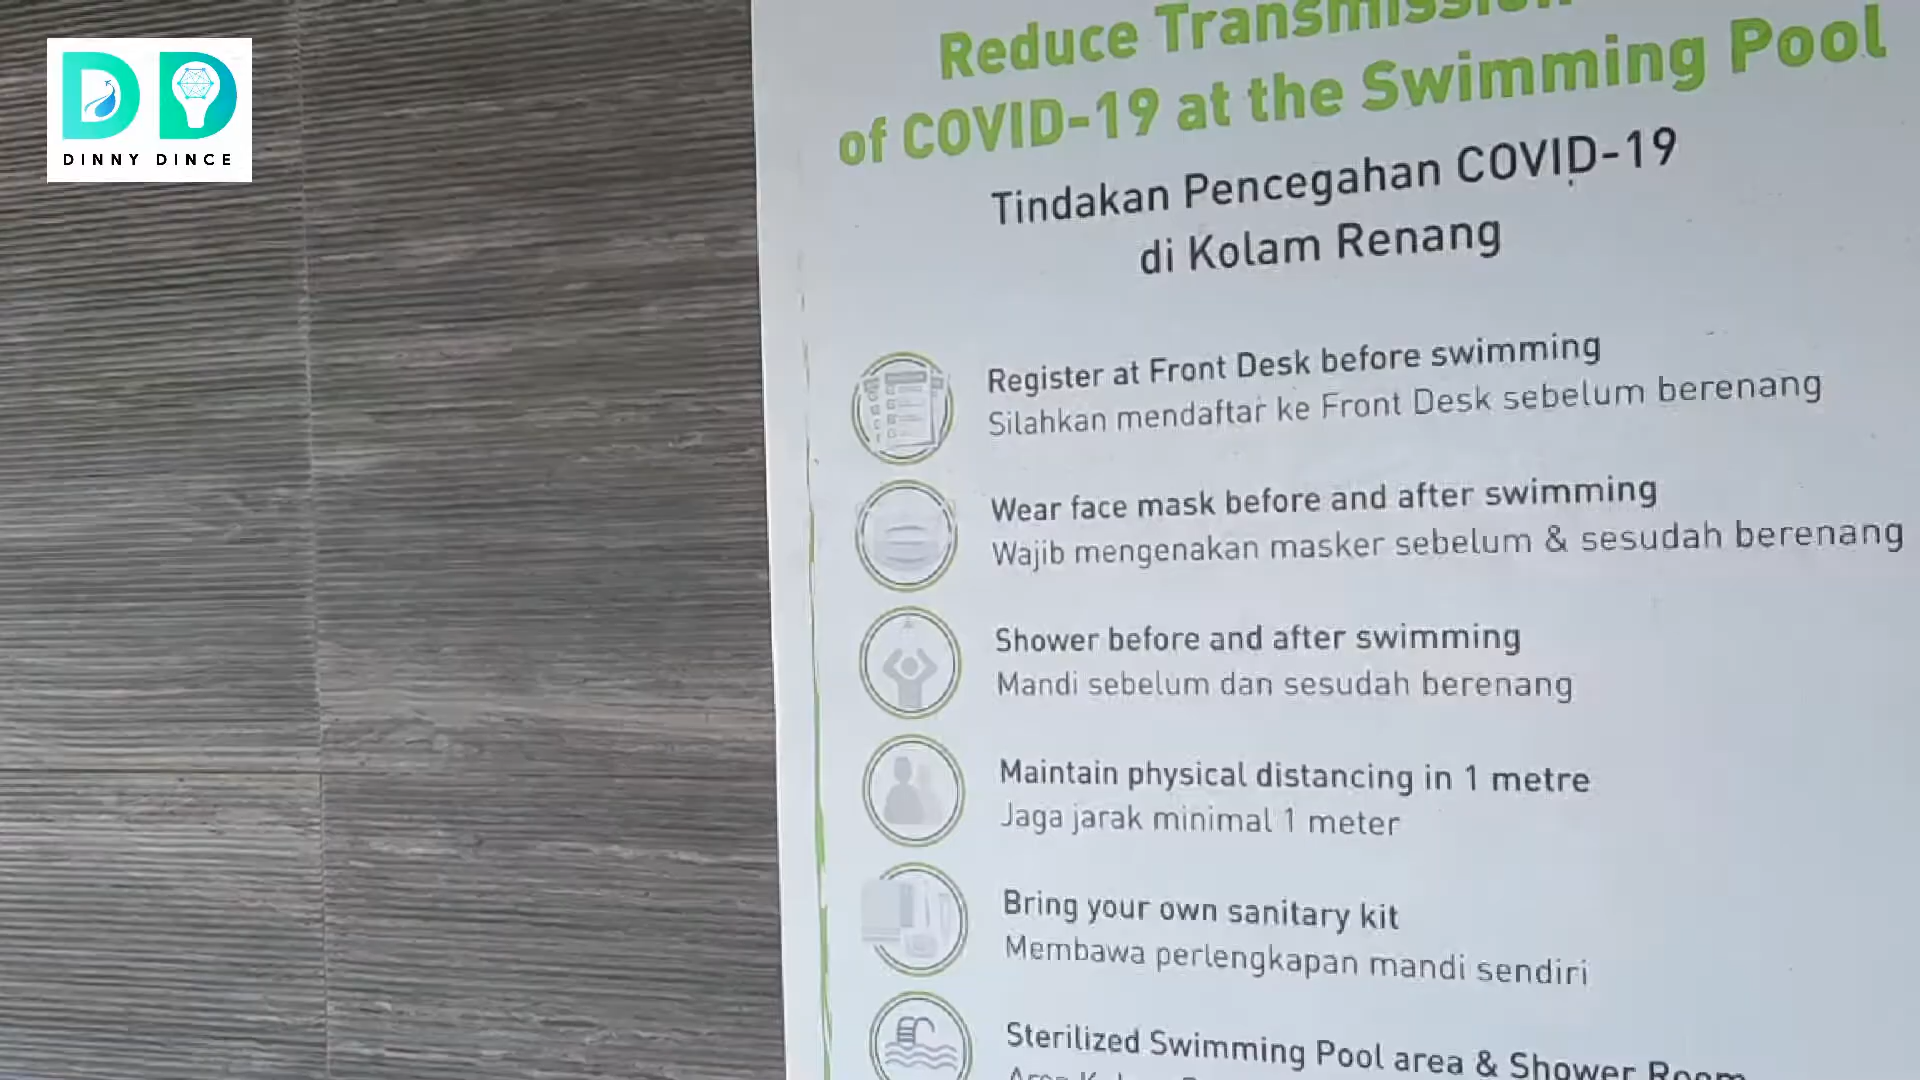 DINNY DINCE
Reduce Transmission
of COVID-19 at the Swimming Pool
Tindakan Pencegahan COVID-19
di Kolam Renang
Register at Front Desk before swimming
Silahkan mendaftar ke Front Desk sebelum berenang
Wear face mask before and after swimming
Wajib mengenakan masker sebelum & sesudah berenang
Shower before and after swimming
Mandi sebelum dan sesudah berenang
Maintain physical distancing in 1 metre
Jaga jarak minimal 1 meter
Bring your own sanitary kit
Membawa perlengkapan mandi sendiri
Sterilized Swimming Pool area & Shower Room